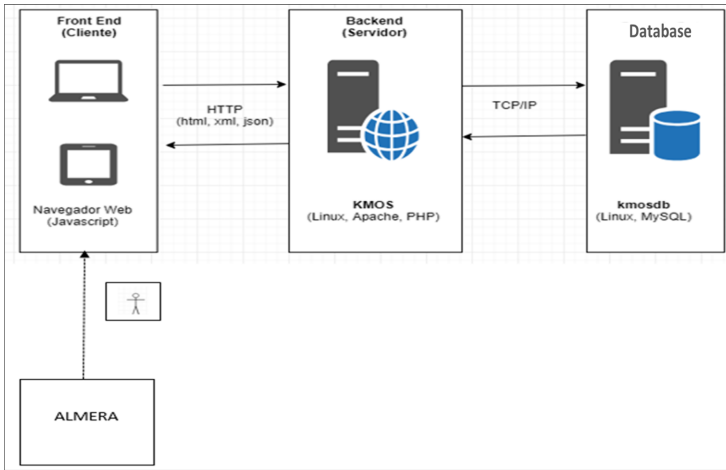 Front End
(Cliente)
Navegador Web
(Javascript)
HTTP
(html, xml, json)
Backend
(Servidor)
KMOS
(Linux, Apache, PHP)
TCP/IP
Database
kmosdb
(Linux, MySQL)
ALMERA